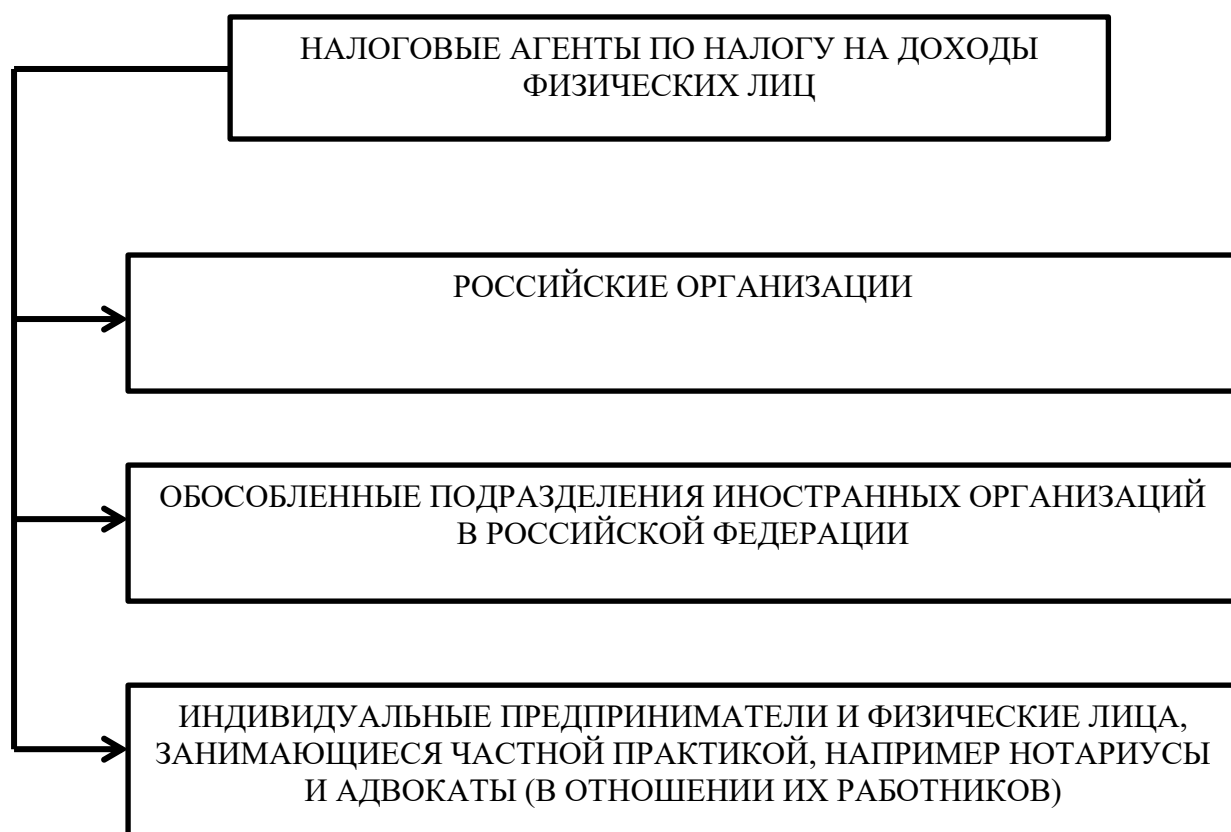 НАЛОГОВЫЕ АГЕНТЫ ПО НАЛОГУ НА ДОХОДЫ
ФИЗИЧЕСКИХ ЛИЦ
РОССИЙСКИЕ ОРГАНИЗАЦИИ
ОБОСОБЛЕННЫЕ ПОДРАЗДЕЛЕНИЯ ИНОСТРАННЫХ ОРГАНИЗАЦИЙ
В РОССИЙСКОЙ ФЕДЕРАЦИИ
ИНДИВИДУАЛЬНЫЕ ПРЕДПРИНИМАТЕЛИ И ФИЗИЧЕСКИЕ ЛИЦА,
ЗАНИМАЮЩИЕСЯ ЧАСТНОЙ ПРАКТИКОЙ, НАПРИМЕР НОТАРИУСЫ
И АДВОКАТЫ (В ОТНОШЕНИИ ИХ РАБОТНИКОВ)